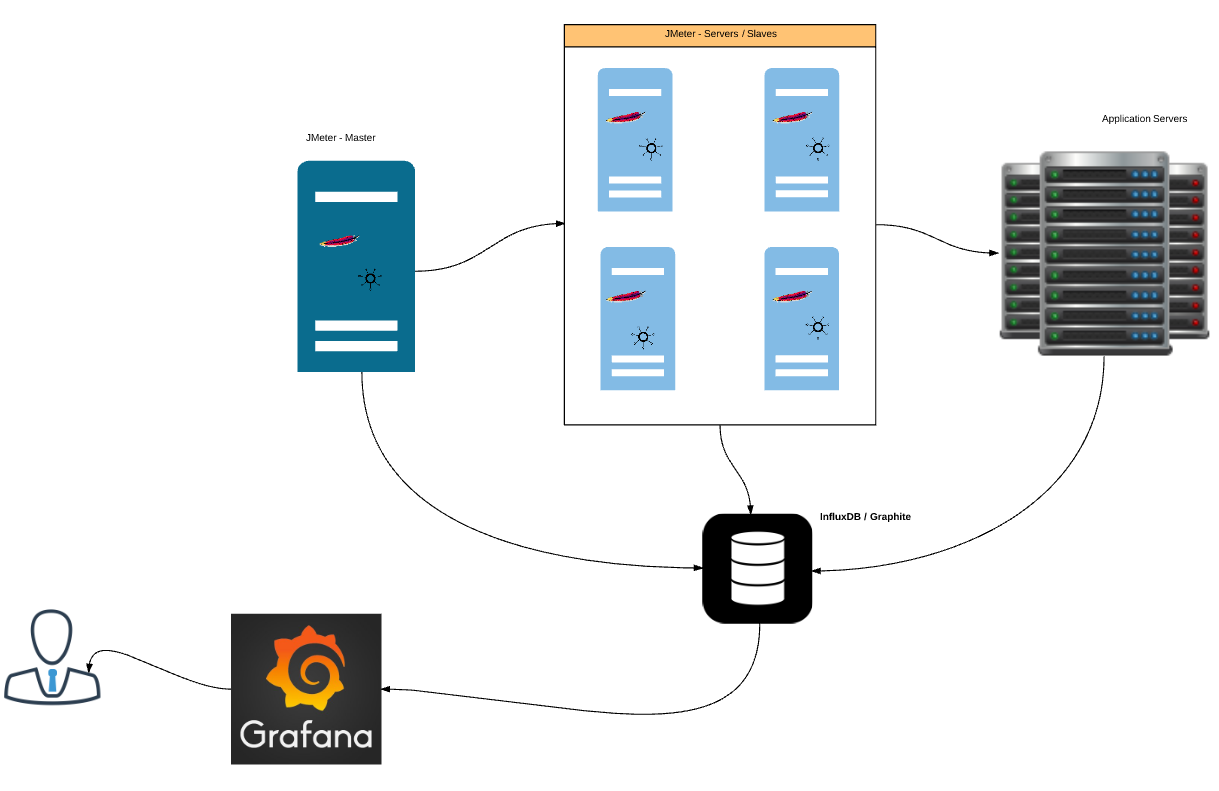 JMeter - Servers / Slaves
JMeter - Master
Application Servers
InfluxDB / Graphite
Grafana